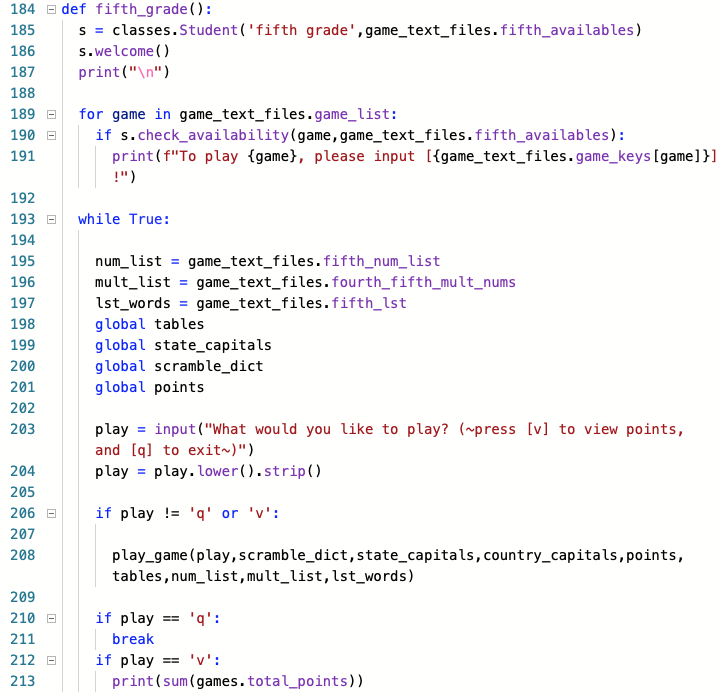 184 def fifth_grade():
185 s = classes.Student('fifth grade',game_text_files.fifth_availables)
186 s.welcome()
187 print("\n")
188
189 for game in game_text_files.game_list:
190 if s.check_availability(game,game_text_files.fifth_availables):
191 print(f"To play {game}, please input [{game_text_files.game_keys[game]}]
!")
192
193 while True:
194
195 num_list = game_text_files.fifth_num_list
196 mult_list = game_text_files.fourth_fifth_mult_nums
197 lst_words = game_text_files.fifth_lst
198 global tables
199 global state_capitals
200 global scramble_dict
201 global points
202
203 play = input("What would you like to play? (~press [v] to view points,
and [q] to exit~)")
204 play = play.lower().strip()
205
206 if play != 'q' or 'v':
207
208 play_game(play,scramble_dict,state_capitals,country_capitals,points,
tables,num_list,mult_list,lst_words)
209
210 if play == 'q':
211 break
212 if play == 'v':
213 print(sum(games.total_points))